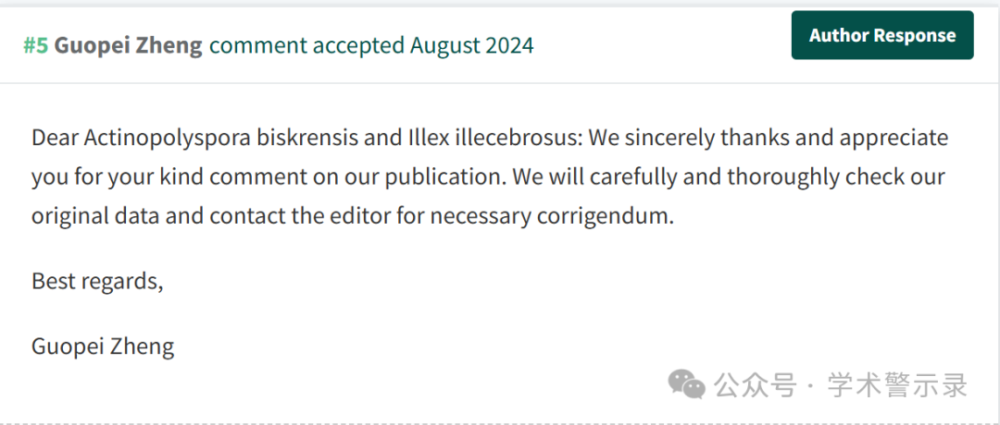 #5 Guopei Zheng comment accepted August 2024
Author Response
Dear Actinopolyspora biskrensis and Illex illecebrosus: We sincerely thanks and appreciate
you for your kind comment on our publication. We will carefully and thoroughly check our
original data and contact the editor for necessary corrigendum.
Best regards,
Guopei Zheng
公众号 · 学术警示录